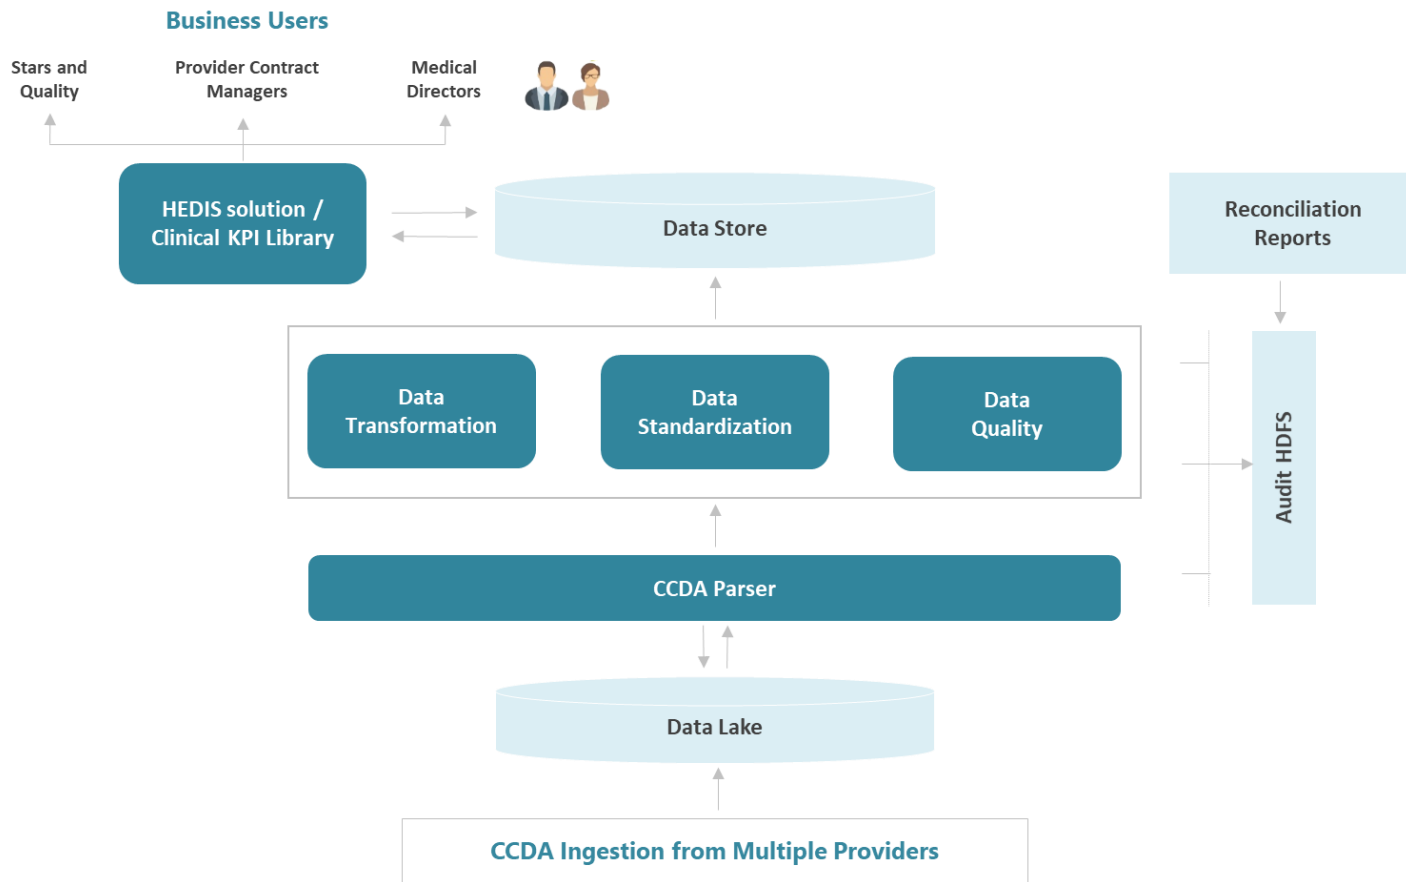 Business Users
Stars and
Quality
Provider Contract
Managers
Medical
Directors
HEDIS solution /
Clinical KPI Library
Data Store
Reconciliation
Reports
Data
Transformation
Data
Standardization
Data
Quality
Audit HDFS
CCDA Parser
Data Lake
CCDA Ingestion from Multiple Providers